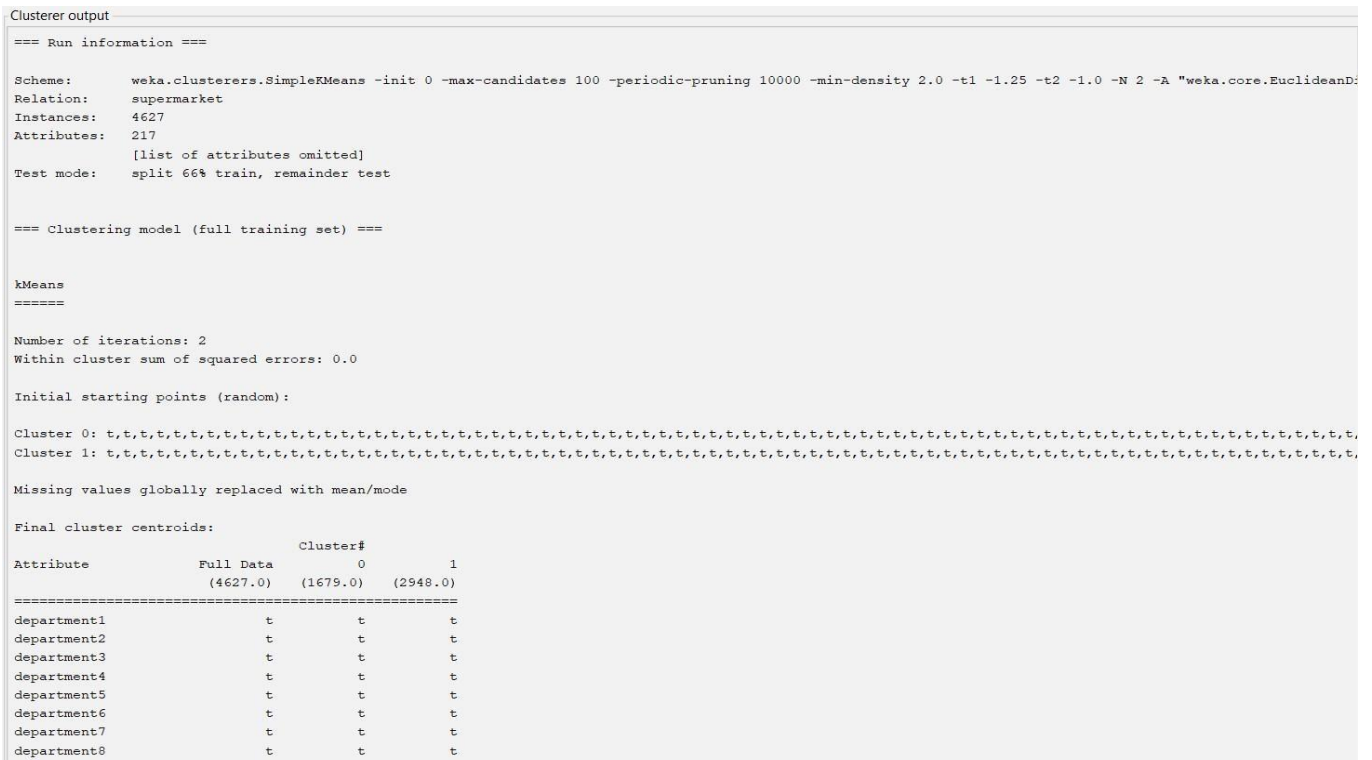 Clusterer output
=== Run information ===
Scheme: weka.clusterers.SimpleKMeans -init 0 -max-candidates 100 -periodic-pruning 10000 -min-density 2.0 -t1 -1.25 -t2 -1.0 -N 2 -A "weka.core.EuclideanDi
Relation: supermarket
Instances: 4627
Attributes: 217
[list of attributes omitted]
Test mode: split 66% train, remainder test
=== Clustering model (full training set) ===
kMeans
======
Number of iterations: 2
Within cluster sum of squared errors: 0.0
Initial starting points (random):
Cluster 0: t,t,t,t,t,t,t,t,t,t,t,t,t,t,t,t,t,t,t,t,t,t,t,t,t,t,t,t,t,t,t,t,t,t,t,t,t,t,t,t,t,t,t,t,t,t,t,t,t,t,t,t,t,t,t,t,t,t,t,t,t,t,t,t,t,t,t,t,t,t,t,t,t,t,t,
Cluster 1: t,t,t,t,t,t,t,t,t,t,t,t,t,t,t,t,t,t,t,t,t,t,t,t,t,t,t,t,t,t,t,t,t,t,t,t,t,t,t,t,t,t,t,t,t,t,t,t,t,t,t,t,t,t,t,t,t,t,t,t,t,t,t,t,t,t,t,t,t,t,t,t,t,t,t,
Missing values globally replaced with mean/mode
Final cluster centroids:
Cluster#
Attribute Full Data 0 1
(4627.0) (1679.0) (2948.0)
=====================================================
department1 t t t
department2 t t t
department3 t t t
department4 t t t
department5 t t t
department6 t t t
department7 t t t
department8 t t t